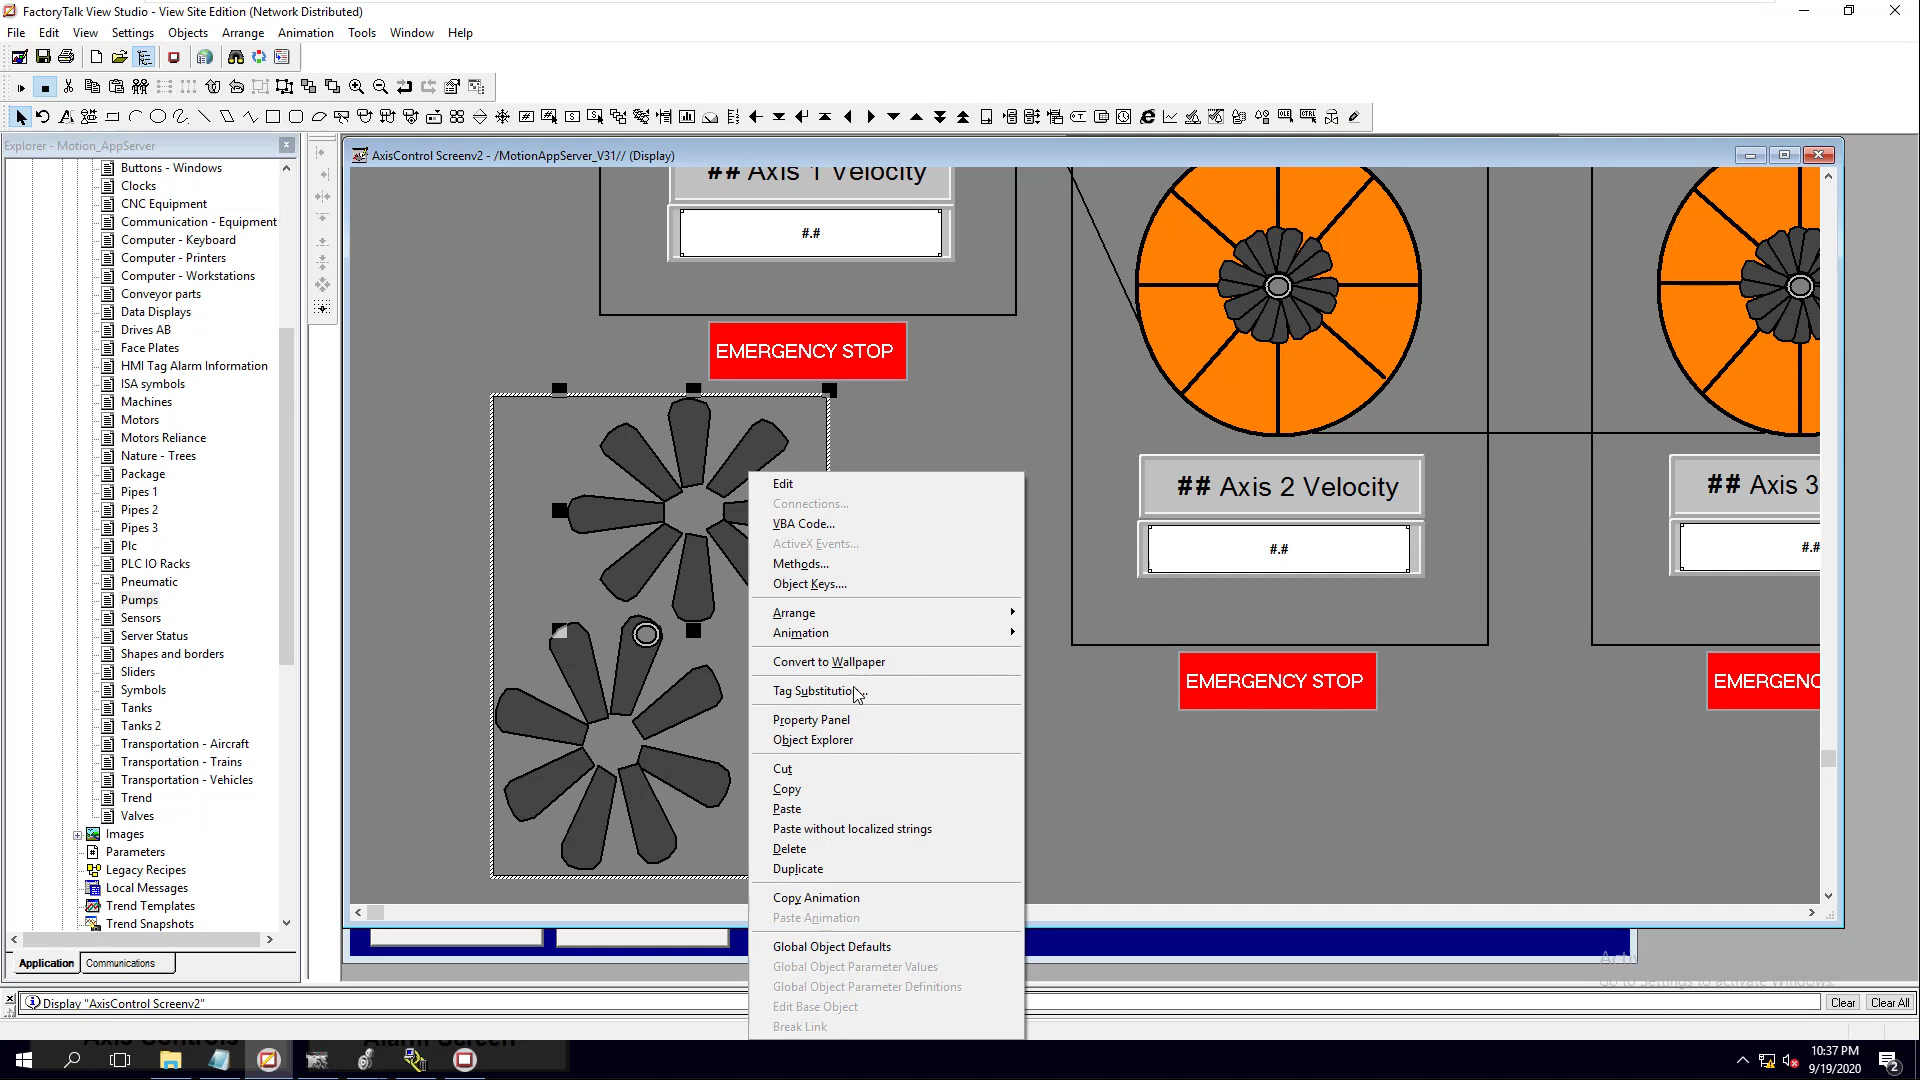 FactoryTalk View Studio - View Site Edition (Network Distributed)
File Edit View Settings Objects Arrange Animation Tools Window Help
Explorer - Motion_AppServer
Buttons - Windows
Clocks
CNC Equipment
Communication - Equipment
Computer - Keyboard
Computer - Printers
Computer - Workstations
Conveyor parts
Data Displays
Drives AB
Face Plates
HMI Tag Alarm Information
ISA symbols
Machines
Motors
Motors Reliance
Nature - Trees
Package
Pipes 1
Pipes 2
Pipes 3
Plc
PLC IO Racks
Pneumatic
Pumps
Sensors
Server Status
Shapes and borders
Sliders
Symbols
Tanks
Tanks 2
Transportation - Aircraft
Transportation - Trains
Transportation - Vehicles
Trend
Valves
Images
Parameters
Legacy Recipes
Local Messages
Trend Templates
Trend Snapshots
Application Communications
AxisControl Screenv2 - /MotionAppServer_V31// (Display)
## Axis 1 Velocity
#.#
EMERGENCY STOP
## Axis 2 Velocity
#.#
EMERGENCY STOP
## Axis 3
#.#
EMERGENC
Edit
Connections...
VBA Code...
ActiveX Events...
Methods...
Object Keys....
Arrange
Animation
Convert to Wallpaper
Tag Substitution...
Property Panel
Object Explorer
Cut
Copy
Paste
Paste without localized strings
Delete
Duplicate
Copy Animation
Paste Animation
Global Object Defaults
Global Object Parameter Values
Global Object Parameter Definitions
Edit Base Object
Break Link
Display "AxisControl Screenv2"
Clear Clear All
10:37 PM
9/19/2020
2